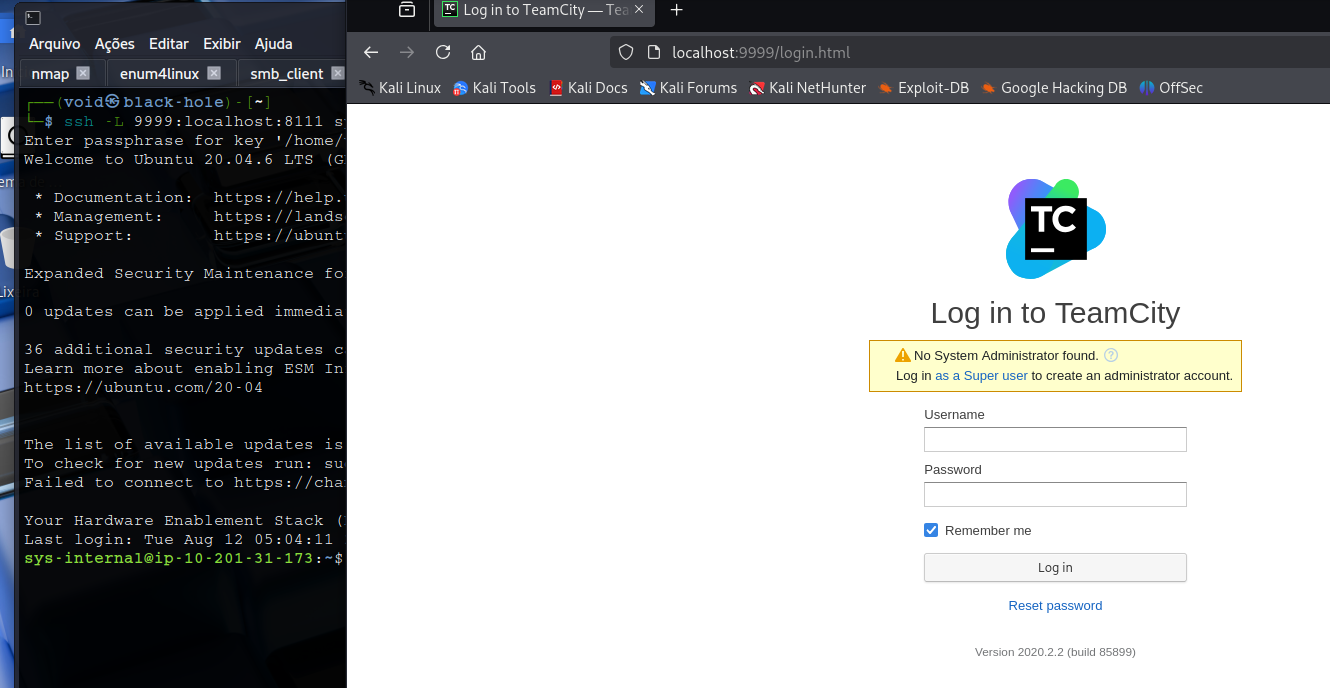 Arquivo Ações Editar Exibir Ajuda
nmap enum4linux smb_client
┌──(void㉿black-hole)-[~]
└─$ ssh -L 9999:localhost:8111
Enter passphrase for key '/home/
Welcome to Ubuntu 20.04.6 LTS
* Documentation: https://help.
* Management: https://lands
* Support: https://ubunt
Expanded Security Maintenance fo
0 updates can be applied immedia
36 additional security updates c
Learn more about enabling ESM In
https://ubuntu.com/20-04
The list of available updates is
To check for new updates run: su
Failed to connect to https://cha
Your Hardware Enablement Stack (
Last login: Tue Aug 12 05:04:11
sys-internal@ip-10-201-31-173:~$
TC Log in to TeamCity — Tea
localhost:9999/login.html
Kali Linux Kali Tools Kali Docs Kali Forums Kali NetHunter Exploit-DB Google Hacking DB OffSec
TC
Log in to TeamCity
No System Administrator found. ?
Log in as a Super user to create an administrator account.
Username
Password
Remember me
Log in
Reset password
Version 2020.2.2 (build 85899)